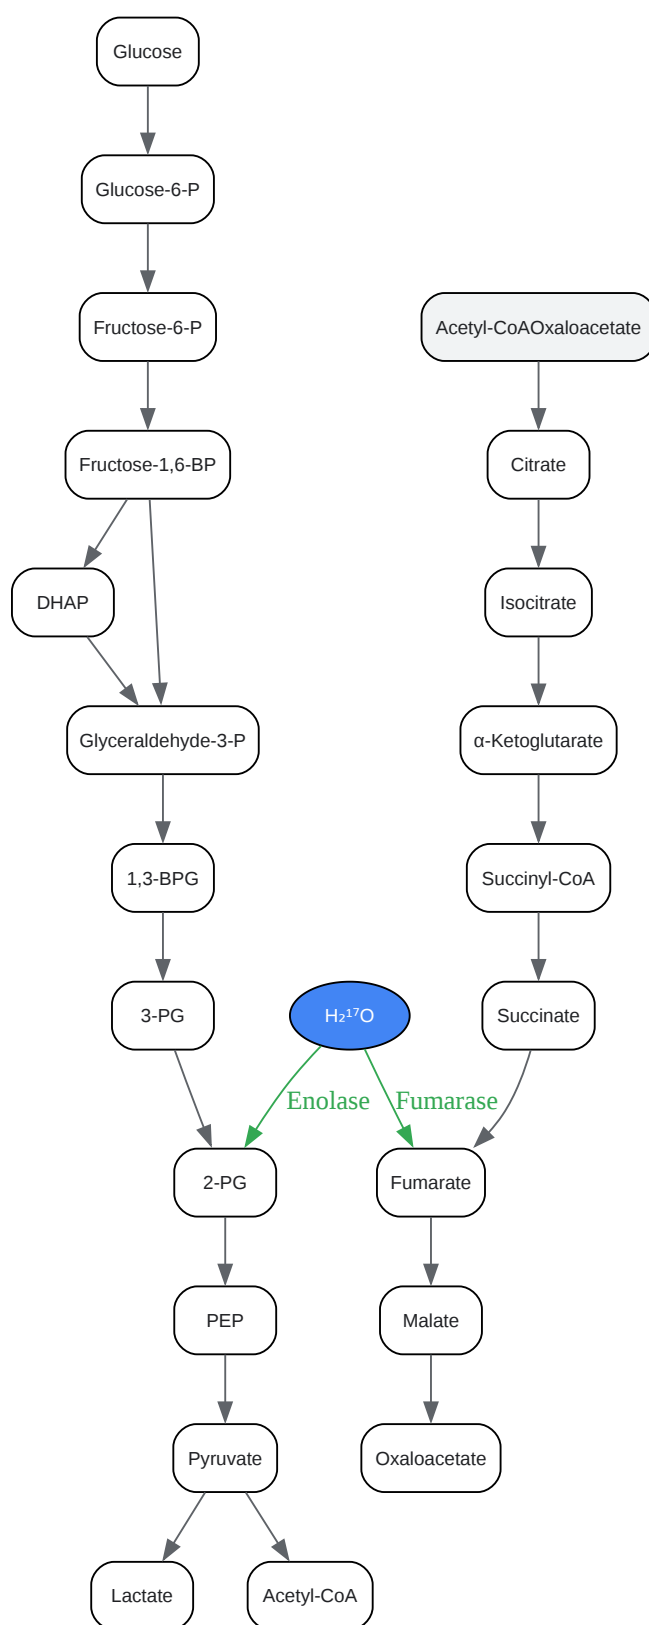 Glucose
Glucose-6-P
Fructose-6-P
Acetyl-CoAOxaloacetate
Fructose-1,6-BP
Citrate
DHAP
Isocitrate
Glyceraldehyde-3-P
α-Ketoglutarate
1,3-BPG
Succinyl-CoA
3-PG
H₂¹⁷O
Succinate
Enolase
Fumarase
2-PG
Fumarate
PEP
Malate
Pyruvate
Oxaloacetate
Lactate
Acetyl-CoA